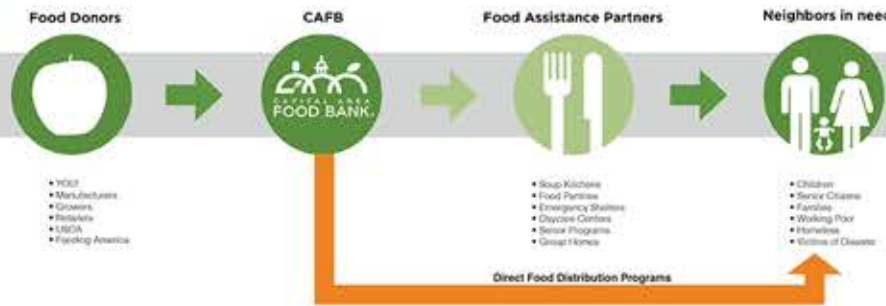 Food Donors
CAFB
Food Assistance Partners
Neighbors in need
CAPITAL AREA
FOOD BANK
• YOU!
• Manufacturers
• Growers
• Retailers
• USDA
• Feeding America
• Soup Kitchens
• Food Pantries
• Emergency Shelters
• Daycare Centers
• Senior Programs
• Group Homes
• Children
• Senior Citizens
• Families
• Working Poor
• Homeless
• Victims of Disaster
Direct Food Distribution Programs